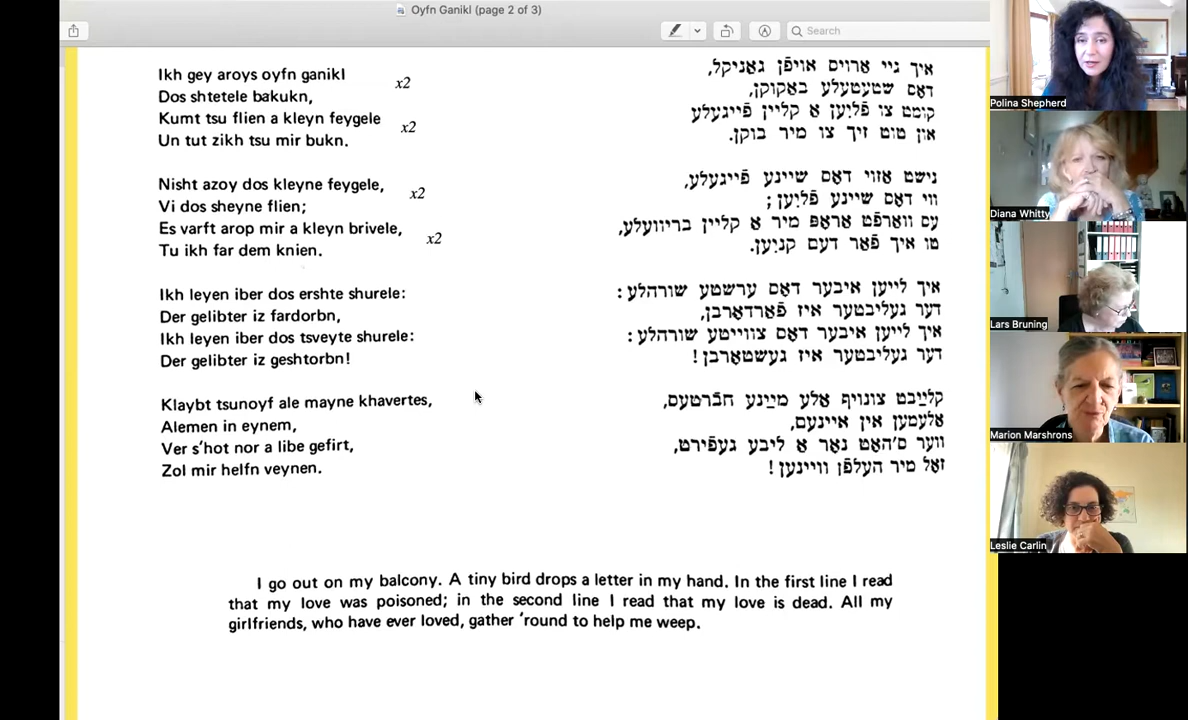 Oyfn Ganikl (page 2 of 3)
Search
Ikh gey aroys oyfn ganikl
x2
Dos shtetele bakukn,
Kumt tsu flien a kleyn feygele
x2
Un tut zikh tsu mir bukn.
Nisht azoy dos kleyne feygele,
x2
Vi dos sheyne flien;
Es varft arop mir a kleyn brivele,
x2
Tu ikh far dem knien.
Ikh leyen iber dos ershte shurele:
Der gelibter iz fardorbn,
Ikh leyen iber dos tsveyte shurele:
Der gelibter iz geshtorbn!
Klaybt tsunoyf ale mayne khavertes,
Alemen in eynem,
Ver s'hot nor a libe gefirt,
Zol mir helfn veynen.
איך גיי אַרויס אויפֿן גאַניקל,
דאָס שטעטעלע באַקוקן,
קומט צו פֿליִען אַ קליין פֿייגעלע
און טוט זיך צו מיר בוקן.
נישט אַזוי דאָס שיינע פֿייגעלע,
ווי דאָס שיינע פֿליִען;
עס וואַרפֿט אַראָפּ מיר אַ קליין בריוועלע,
טו איך פֿאַר דעם קניִען.
איך לייען איבער דאָס ערשטע שורהלע:
דער געליבטער איז פֿאַרדאָרבן,
איך לייען איבער דאָס צווייטע שורהלע:
דער געליבטער איז געשטאָרבן!
קלײַבט צונויף אַלע מײַנע חבֿרטעס,
אַלעמען אין איינעם,
ווער ס'האָט נאָר אַ ליבע געפֿירט,
זאָל מיר העלפֿן וויינען!
I go out on my balcony. A tiny bird drops a letter in my hand. In the first line I read
that my love was poisoned; in the second line I read that my love is dead. All my
girlfriends, who have ever loved, gather 'round to help me weep.
Polina Shepherd
Diana Whitty
Lars Bruning
Marion Marshrons
Leslie Carlin